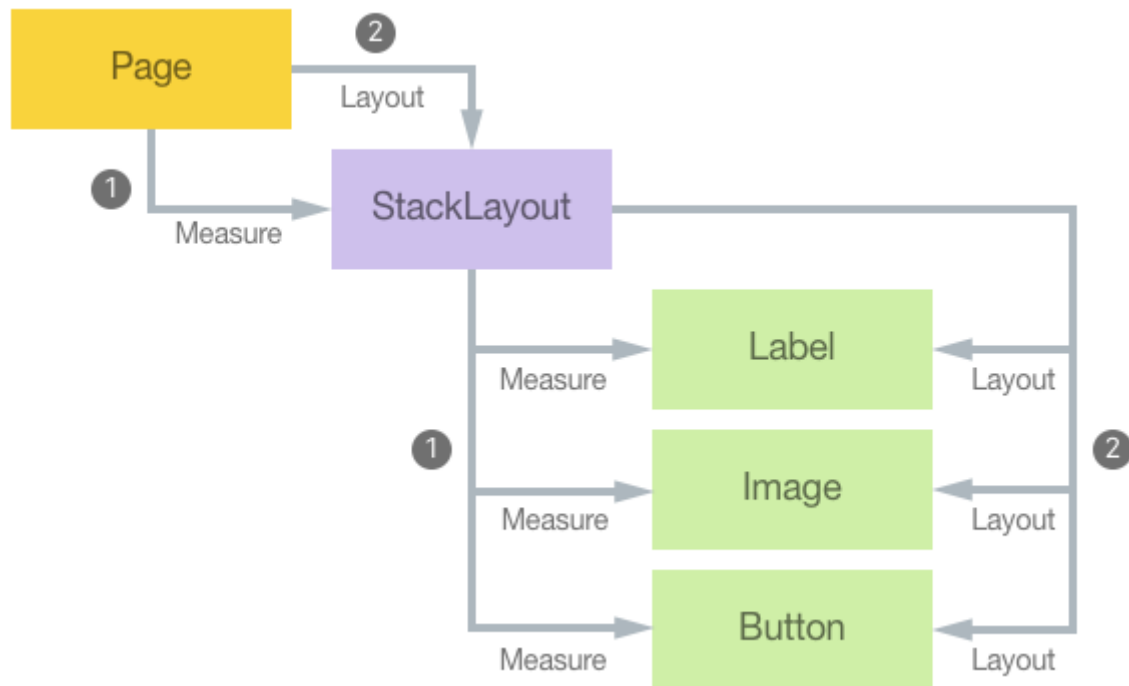 2
Page
Layout
1
StackLayout
Measure
Label
Measure
Layout
1
2
Image
Measure
Layout
Button
Measure
Layout